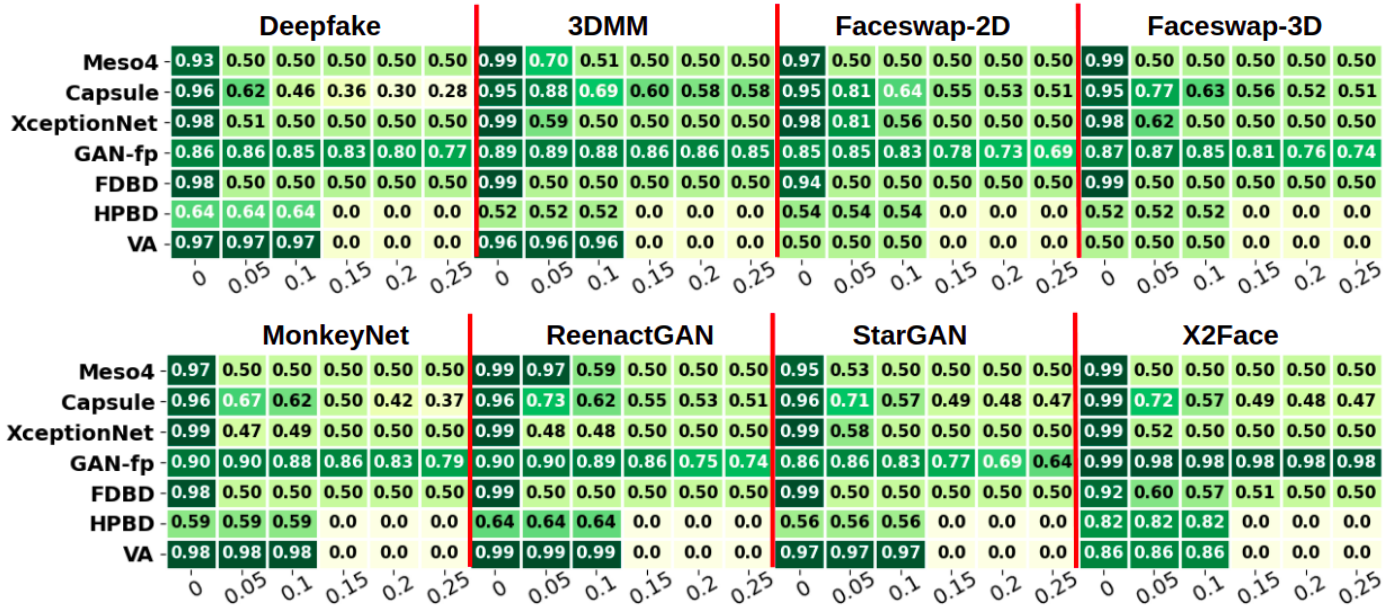 Deepfake 3DMM Faceswap-2D Faceswap-3D
Meso4 0.93 0.50 0.50 0.50 0.50 0.50 0.99 0.70 0.51 0.50 0.50 0.50 0.97 0.50 0.50 0.50 0.50 0.50 0.99 0.50 0.50 0.50 0.50 0.50
Capsule 0.96 0.62 0.46 0.36 0.30 0.28 0.95 0.88 0.69 0.60 0.58 0.58 0.95 0.81 0.64 0.55 0.53 0.51 0.95 0.77 0.63 0.56 0.52 0.51
XceptionNet 0.98 0.51 0.50 0.50 0.50 0.50 0.99 0.59 0.50 0.50 0.50 0.50 0.98 0.81 0.56 0.50 0.50 0.50 0.98 0.62 0.50 0.50 0.50 0.50
GAN-fp 0.86 0.86 0.85 0.83 0.80 0.77 0.89 0.89 0.88 0.86 0.86 0.85 0.85 0.85 0.83 0.78 0.73 0.69 0.87 0.87 0.85 0.81 0.76 0.74
FDBD 0.98 0.50 0.50 0.50 0.50 0.50 0.99 0.50 0.50 0.50 0.50 0.50 0.94 0.50 0.50 0.50 0.50 0.50 0.99 0.50 0.50 0.50 0.50 0.50
HPBD 0.64 0.64 0.64 0.0 0.0 0.0 0.52 0.52 0.52 0.0 0.0 0.0 0.54 0.54 0.54 0.0 0.0 0.0 0.52 0.52 0.52 0.0 0.0 0.0
VA 0.97 0.97 0.97 0.0 0.0 0.0 0.96 0.96 0.96 0.0 0.0 0.0 0.50 0.50 0.50 0.0 0.0 0.0 0.50 0.50 0.50 0.0 0.0 0.0
0 0.05 0.1 0.15 0.2 0.25 0 0.05 0.1 0.15 0.2 0.25 0 0.05 0.1 0.15 0.2 0.25 0 0.05 0.1 0.15 0.2 0.25
MonkeyNet ReenactGAN StarGAN X2Face
Meso4 0.97 0.50 0.50 0.50 0.50 0.50 0.99 0.97 0.59 0.50 0.50 0.50 0.95 0.53 0.50 0.50 0.50 0.50 0.99 0.50 0.50 0.50 0.50 0.50
Capsule 0.96 0.67 0.62 0.50 0.42 0.37 0.96 0.73 0.62 0.55 0.53 0.51 0.96 0.71 0.57 0.49 0.48 0.47 0.99 0.72 0.57 0.49 0.48 0.47
XceptionNet 0.99 0.47 0.49 0.50 0.50 0.50 0.99 0.48 0.48 0.50 0.50 0.50 0.99 0.58 0.50 0.50 0.50 0.50 0.99 0.52 0.50 0.50 0.50 0.50
GAN-fp 0.90 0.90 0.88 0.86 0.83 0.79 0.90 0.90 0.89 0.86 0.75 0.74 0.86 0.86 0.83 0.77 0.69 0.64 0.99 0.98 0.98 0.98 0.98 0.98
FDBD 0.98 0.50 0.50 0.50 0.50 0.50 0.99 0.50 0.50 0.50 0.50 0.50 0.99 0.50 0.50 0.50 0.50 0.50 0.92 0.60 0.57 0.51 0.50 0.50
HPBD 0.59 0.59 0.59 0.0 0.0 0.0 0.64 0.64 0.64 0.0 0.0 0.0 0.56 0.56 0.56 0.0 0.0 0.0 0.82 0.82 0.82 0.0 0.0 0.0
VA 0.98 0.98 0.98 0.0 0.0 0.0 0.99 0.99 0.99 0.0 0.0 0.0 0.97 0.97 0.97 0.0 0.0 0.0 0.86 0.86 0.86 0.0 0.0 0.0
0 0.05 0.1 0.15 0.2 0.25 0 0.05 0.1 0.15 0.2 0.25 0 0.05 0.1 0.15 0.2 0.25 0 0.05 0.1 0.15 0.2 0.25